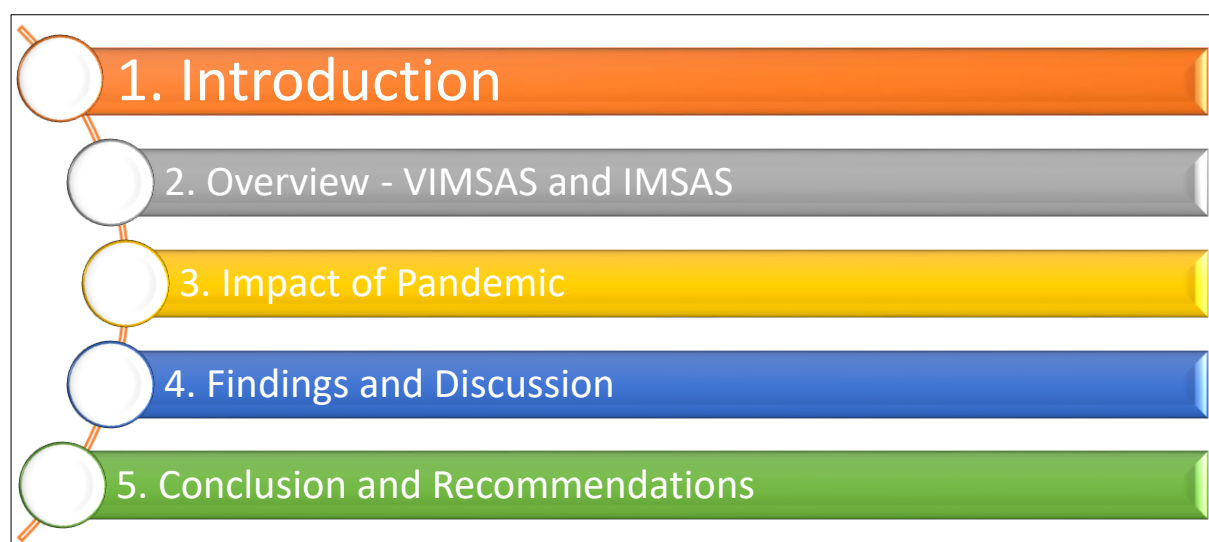 1. Introduction
2. Overview - VIMSAS and IMSAS
3. Impact of Pandemic
4. Findings and Discussion
5. Conclusion and Recommendations